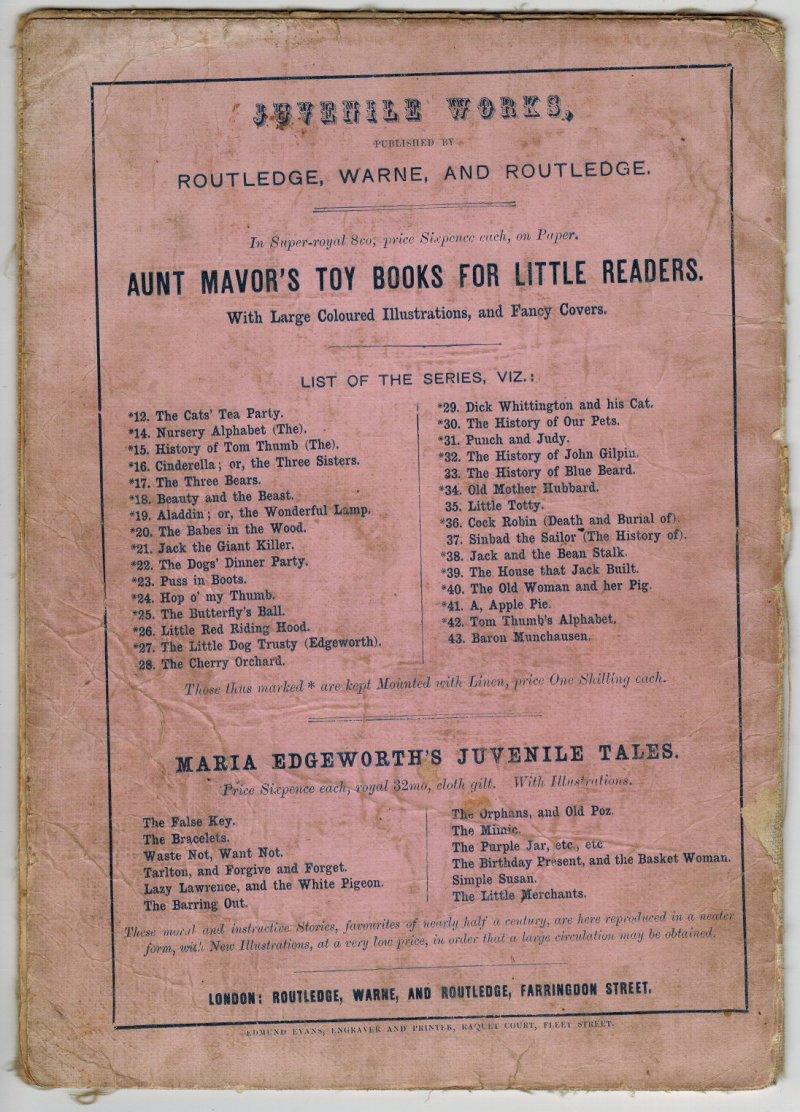 JUVENILE WORKS,
PUBLISHED BY
ROUTLEDGE, WARNE, AND ROUTLEDGE.
In Super-royal 8vo, price Sixpence each, on Paper.
AUNT MAVOR'S TOY BOOKS FOR LITTLE READERS.
With Large Coloured Illustrations, and Fancy Covers.
LIST OF THE SERIES, VIZ.:
*12. The Cats' Tea Party.
*14. Nursery Alphabet (The).
*15. History of Tom Thumb (The).
*16. Cinderella; or, the Three Sisters.
*17. The Three Bears.
*18. Beauty and the Beast.
*19. Aladdin; or, the Wonderful Lamp.
*20. The Babes in the Wood.
*21. Jack the Giant Killer.
*22. The Dogs' Dinner Party.
*23. Puss in Boots.
*24. Hop o' my Thumb.
*25. The Butterfly's Ball.
*26. Little Red Riding Hood.
*27. The Little Dog Trusty (Edgeworth).
28. The Cherry Orchard.
*29. Dick Whittington and his Cat.
*30. The History of Our Pets.
*31. Punch and Judy.
*32. The History of John Gilpin.
33. The History of Blue Beard.
*34. Old Mother Hubbard.
35. Little Totty.
*36. Cock Robin (Death and Burial of).
37. Sinbad the Sailor (The History of).
*38. Jack and the Bean Stalk.
*39. The House that Jack Built.
*40. The Old Woman and her Pig.
*41. A, Apple Pie.
*42. Tom Thumb's Alphabet.
43. Baron Munchausen.
Those thus marked * are kept Mounted with Linen, price One Shilling each.
MARIA EDGEWORTH'S JUVENILE TALES.
Price Sixpence each, royal 32mo, cloth gilt. With Illustrations.
The False Key.
The Bracelets.
Waste Not, Want Not.
Tarlton, and Forgive and Forget.
Lazy Lawrence, and the White Pigeon.
The Barring Out.
The Orphans, and Old Poz.
The Mimic.
The Purple Jar, etc., etc
The Birthday Present, and the Basket Woman.
Simple Susan.
The Little Merchants.
These moral and instructive Stories, favourites of nearly half a century, are here reproduced in a neater
form, with New Illustrations, at a very low price, in order that a large circulation may be obtained.
LONDON: ROUTLEDGE, WARNE, AND ROUTLEDGE, FARRINGDON STREET.
EDMUND EVANS, ENGRAVER AND PRINTER, RAQUET COURT, FLEET STREET.